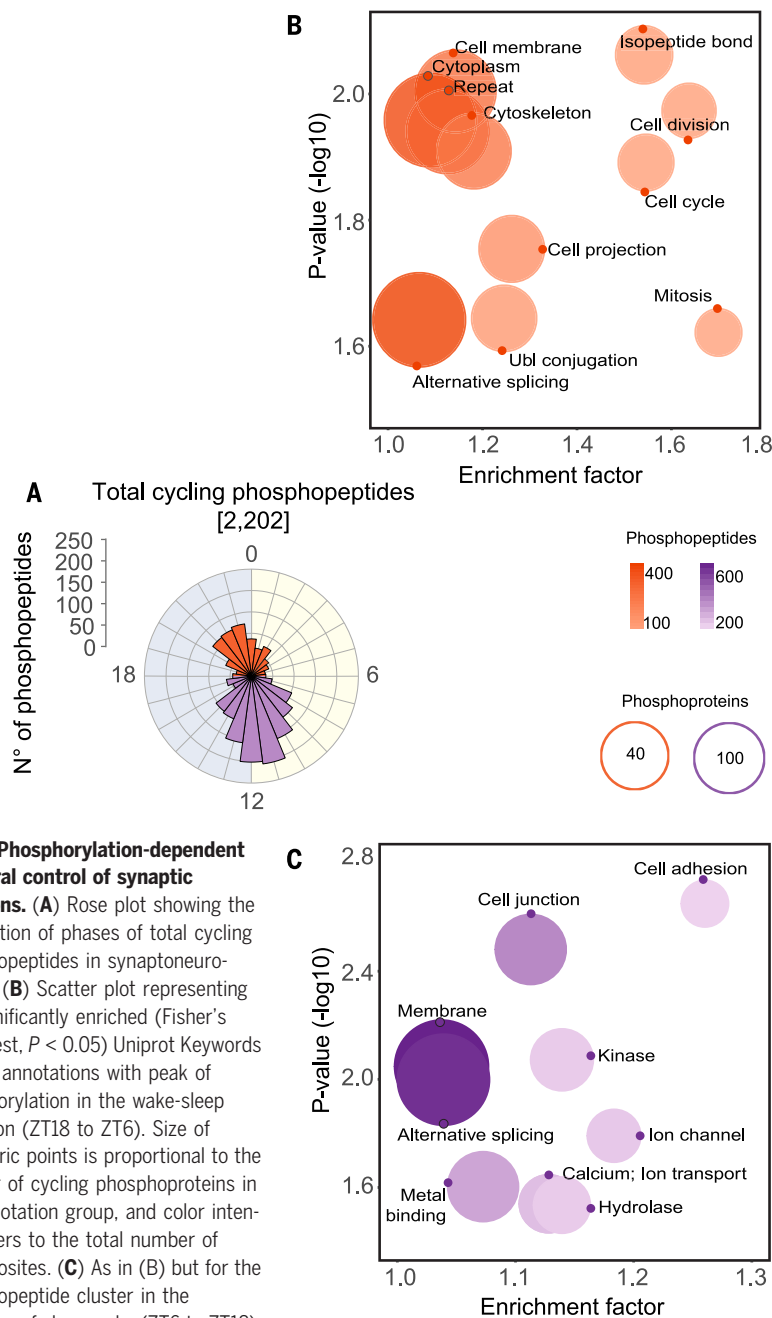 B
Cell membrane
Isopeptide bond
Cytoplasm
Repeat
2.0
Cytoskeleton
Cell division
Cell cycle
1.8
P-value (-log10)
Cell projection
Mitosis
1.6
Ubl conjugation
Alternative splicing
1.0 1.2 1.4 1.6 1.8
Enrichment factor
A Total cycling phosphopeptides
[2,202]
N° of phosphopeptides
250
200
150
100
50
0
0
18
6
12
Phosphopeptides
400
100
600
200
Phosphoproteins
40
100
Phosphorylation-dependent
ral control of synaptic
ns. (A) Rose plot showing the
tion of phases of total cycling
opeptides in synaptoneuro-
(B) Scatter plot representing
nificantly enriched (Fisher's
est, P < 0.05) Uniprot Keywords
annotations with peak of
orylation in the wake-sleep
on (ZT18 to ZT6). Size of
ric points is proportional to the
r of cycling phosphoproteins in
otation group, and color inten-
ers to the total number of
osites. (C) As in (B) but for the
opeptide cluster in the
C
2.8
Cell adhesion
Cell junction
2.4
P-value (-log10)
Membrane
Kinase
2.0
Alternative splicing
Ion channel
Calcium; Ion transport
1.6
Metal
binding
Hydrolase
1.0 1.1 1.2 1.3
Enrichment factor